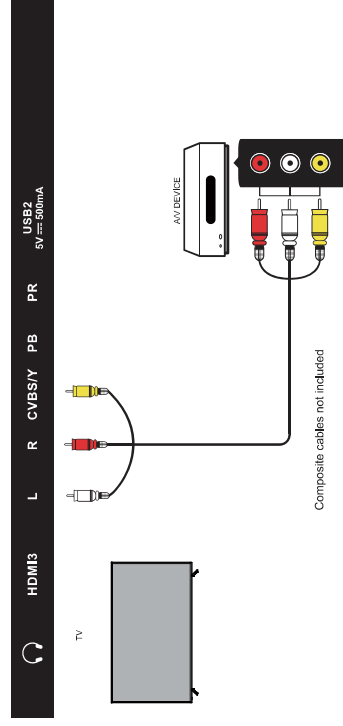 HDMI3 L R CVBS/Y PB PR USB2
5V ⎓ 500mA
TV
A/V DEVICE
Composite cables not included